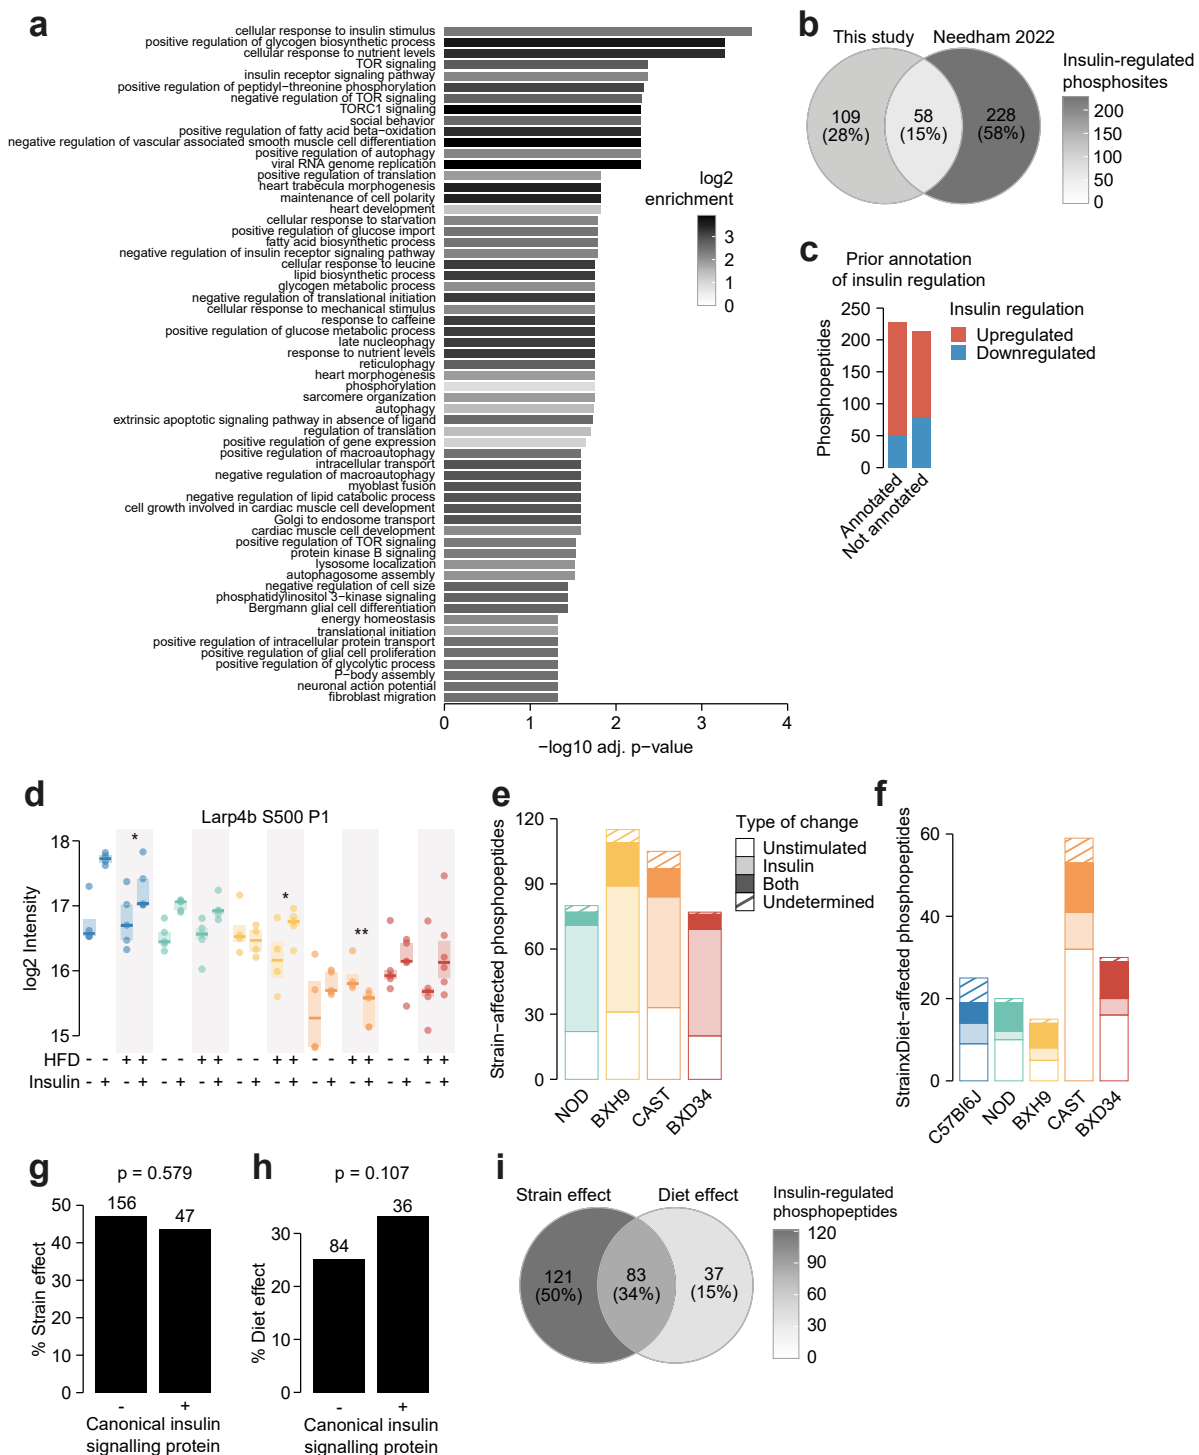 a
cellular response to insulin stimulus
positive regulation of glycogen biosynthetic process
cellular response to nutrient levels
TOR signaling
insulin receptor signaling pathway
positive regulation of peptidyl−threonine phosphorylation
negative regulation of TOR signaling
TORC1 signaling
social behavior
positive regulation of fatty acid beta−oxidation
negative regulation of vascular associated smooth muscle cell differentiation
positive regulation of autophagy
viral RNA genome replication
positive regulation of translation
heart trabecula morphogenesis
maintenance of cell polarity
heart development
cellular response to starvation
positive regulation of glucose import
fatty acid biosynthetic process
negative regulation of insulin receptor signaling pathway
cellular response to leucine
lipid biosynthetic process
glycogen metabolic process
negative regulation of translational initiation
cellular response to mechanical stimulus
response to caffeine
positive regulation of glucose metabolic process
late nucleophagy
response to nutrient levels
reticulophagy
heart morphogenesis
phosphorylation
sarcomere organization
autophagy
extrinsic apoptotic signaling pathway in absence of ligand
regulation of translation
positive regulation of gene expression
positive regulation of macroautophagy
intracellular transport
negative regulation of macroautophagy
myoblast fusion
negative regulation of lipid catabolic process
cell growth involved in cardiac muscle cell development
Golgi to endosome transport
cardiac muscle cell development
positive regulation of TOR signaling
protein kinase B signaling
lysosome localization
autophagosome assembly
negative regulation of cell size
phosphatidylinositol 3−kinase signaling
Bergmann glial cell differentiation
energy homeostasis
translational initiation
positive regulation of intracellular protein transport
positive regulation of glial cell proliferation
positive regulation of glycolytic process
P−body assembly
neuronal action potential
fibroblast migration
0 1 2 3 4
−log10 adj. p−value
log2
enrichment
3
2
1
0
b
This study Needham 2022
109
(28%)
58
(15%)
228
(58%)
Insulin-regulated
phosphosites
200
150
100
50
0
c
Prior annotation
of insulin regulation
Phosphopeptides
250
200
150
100
50
0
Annotated
Not annotated
Insulin regulation
Upregulated
Downregulated
d
Larp4b S500 P1
log2 Intensity
18
17
16
15
* * **
HFD - - + + - - + + - - + + - - + + - - + +
Insulin - + - + - + - + - + - + - + - + - + - +
e
Strain-affected phosphopeptides
120
90
60
30
0
NOD
BXH9
CAST
BXD34
Type of change
Unstimulated
Insulin
Both
Undetermined
f
StrainxDiet-affected phosphopeptides
60
40
20
0
C57Bl6J
NOD
BXH9
CAST
BXD34
g
p = 0.579
% Strain effect
50
40
30
20
10
0
156
47
- +
Canonical insulin
signalling protein
h
p = 0.107
% Diet effect
30
20
10
0
84
36
- +
Canonical insulin
signalling protein
i
Strain effect Diet effect
121
(50%)
83
(34%)
37
(15%)
Insulin-regulated
phosphopeptides
120
90
60
30
0